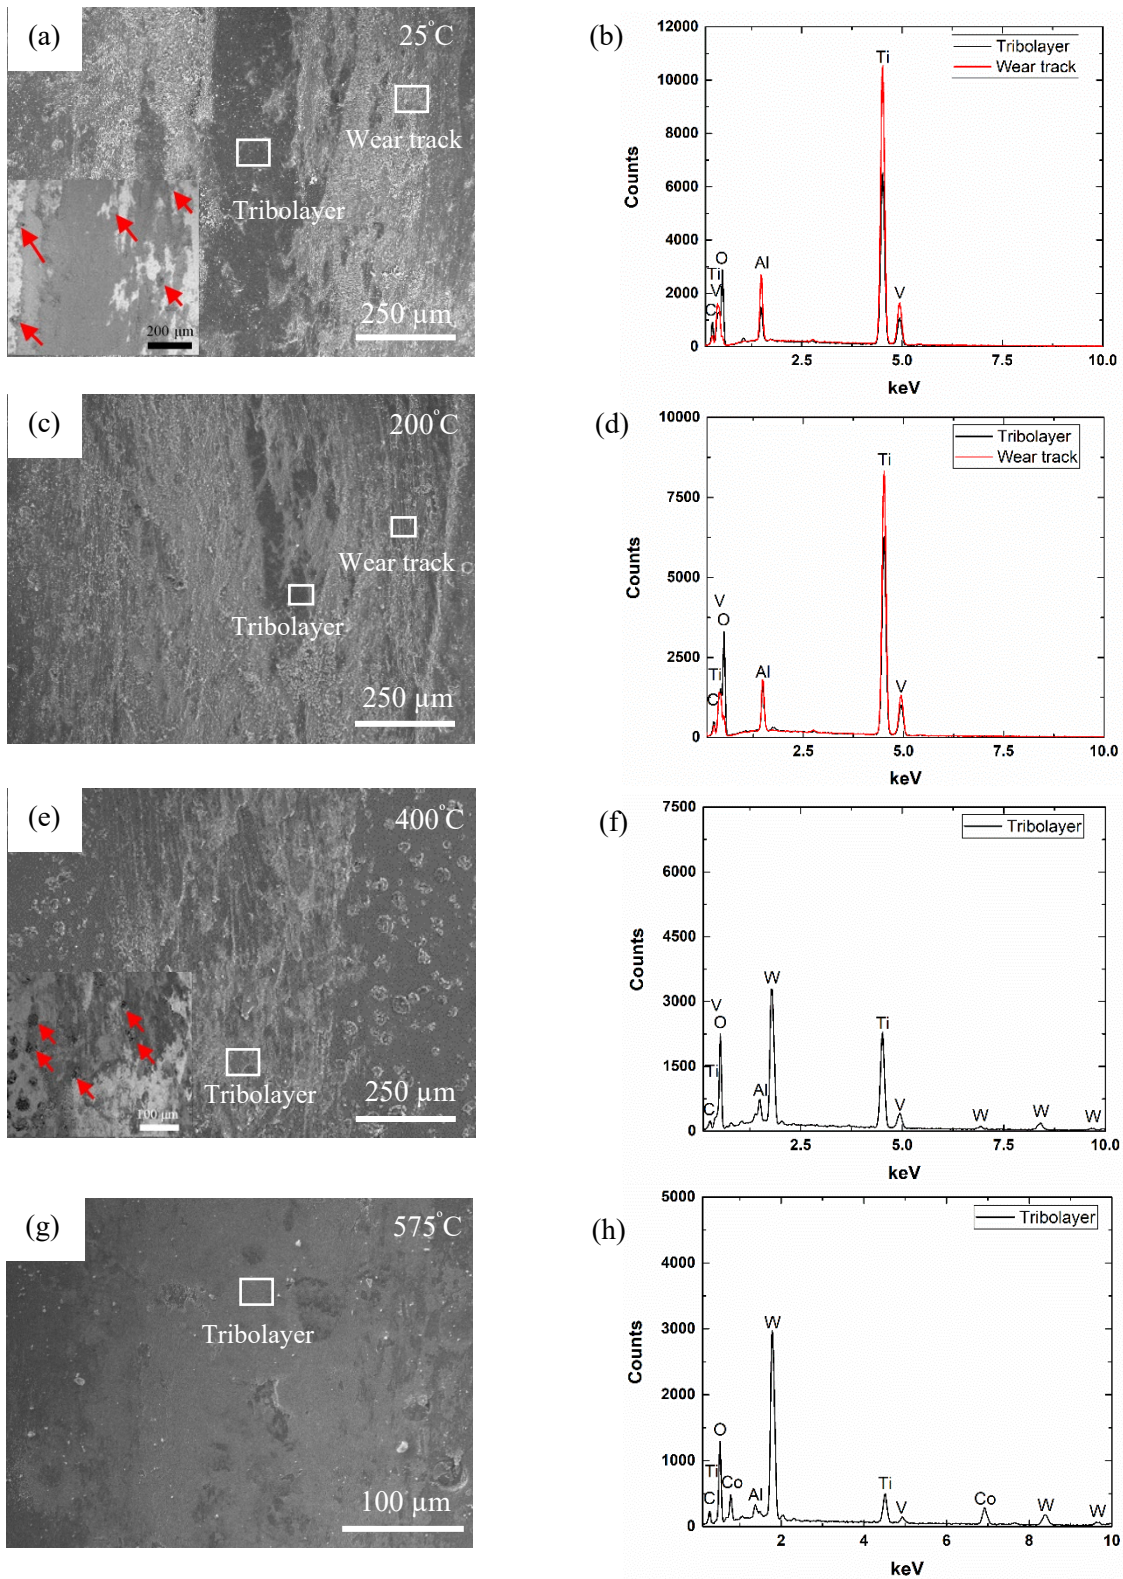 (a)
25°C
Wear track
Tribolayer
200 µm
250 µm
(b)
12000
10000
8000
6000
4000
2000
0
Counts
Tribolayer
Wear track
Ti
Ti
V
O
C
Al
V
2.5
5.0
7.5
10.0
keV
(c)
200°C
Wear track
Tribolayer
250 µm
(d)
10000
7500
5000
2500
0
Counts
Tribolayer
Wear track
Ti
V
O
Ti
C
Al
V
2.5
5.0
7.5
10.0
keV
(e)
400°C
Tribolayer
100 µm
250 µm
(f)
7500
6000
4500
3000
1500
0
Counts
Tribolayer
W
V
O
Ti
Ti
C
Al
V
W
W
W
2.5
5.0
7.5
10.0
keV
(g)
575°C
Tribolayer
100 µm
(h)
5000
4000
3000
2000
1000
0
Counts
Tribolayer
W
O
Ti
Co
C
Al
Ti
V
Co
W
W
2
4
6
8
10
keV